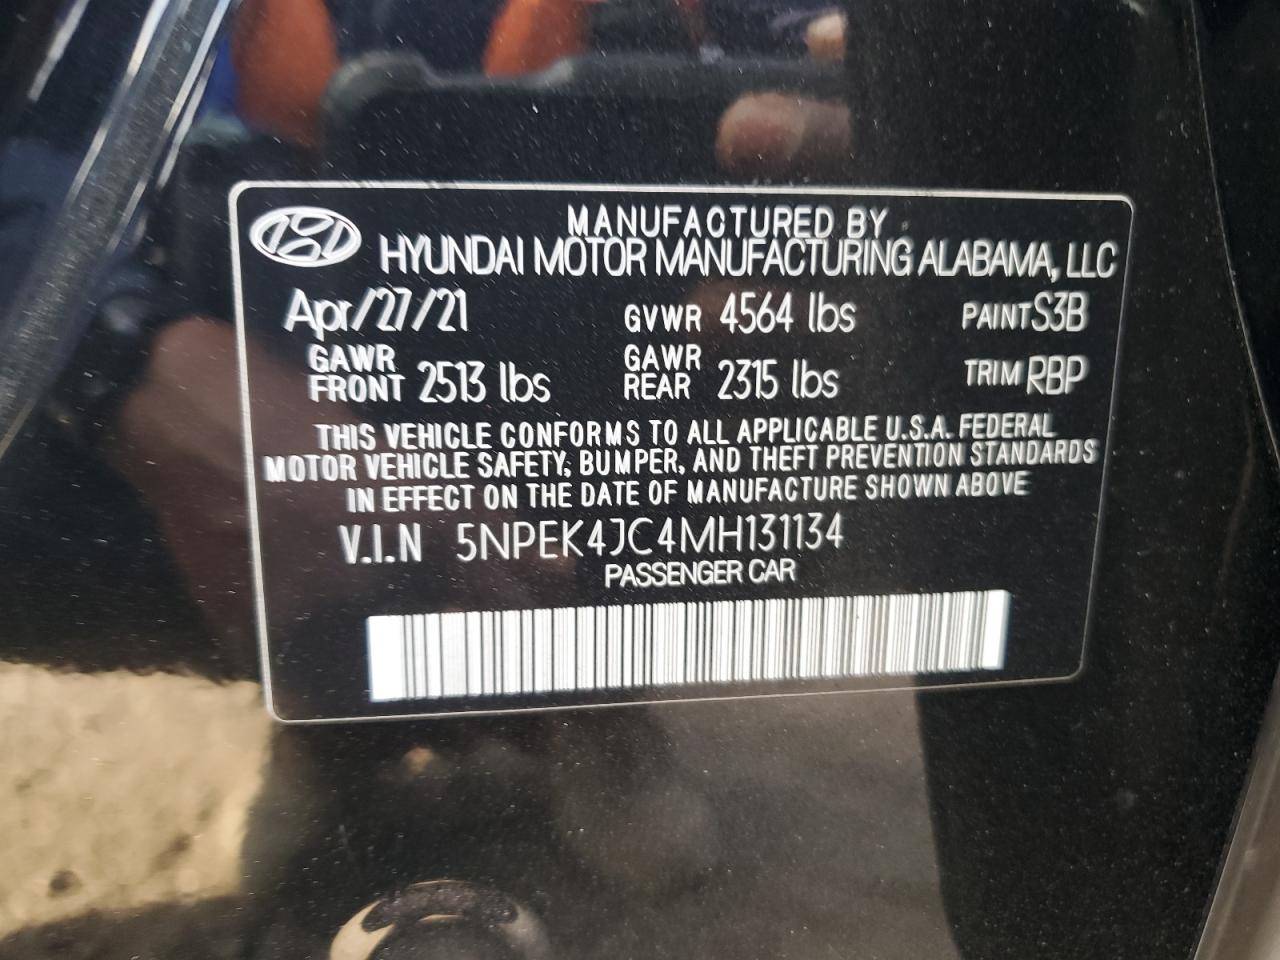 MANUFACTURED BY
HYUNDAI MOTOR MANUFACTURING ALABAMA, LLC
Apr/27/21 GVWR 4564 lbs PAINT S3B
GAWR FRONT 2513 lbs GAWR REAR 2315 lbs TRIM RBP
THIS VEHICLE CONFORMS TO ALL APPLICABLE U.S.A. FEDERAL
MOTOR VEHICLE SAFETY, BUMPER, AND THEFT PREVENTION STANDARDS
IN EFFECT ON THE DATE OF MANUFACTURE SHOWN ABOVE
V.I.N 5NPEK4JC4MH131134
PASSENGER CAR